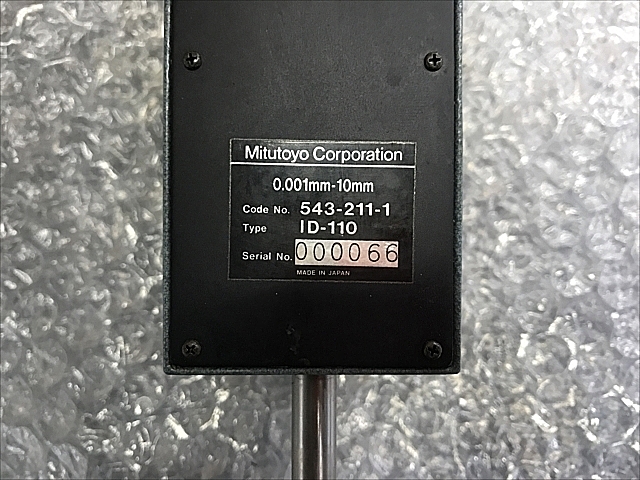 Mitutoyo Corporation
0.001mm-10mm
Code No. 543-211-1
Type ID-110
Serial No. 000066
MADE IN JAPAN